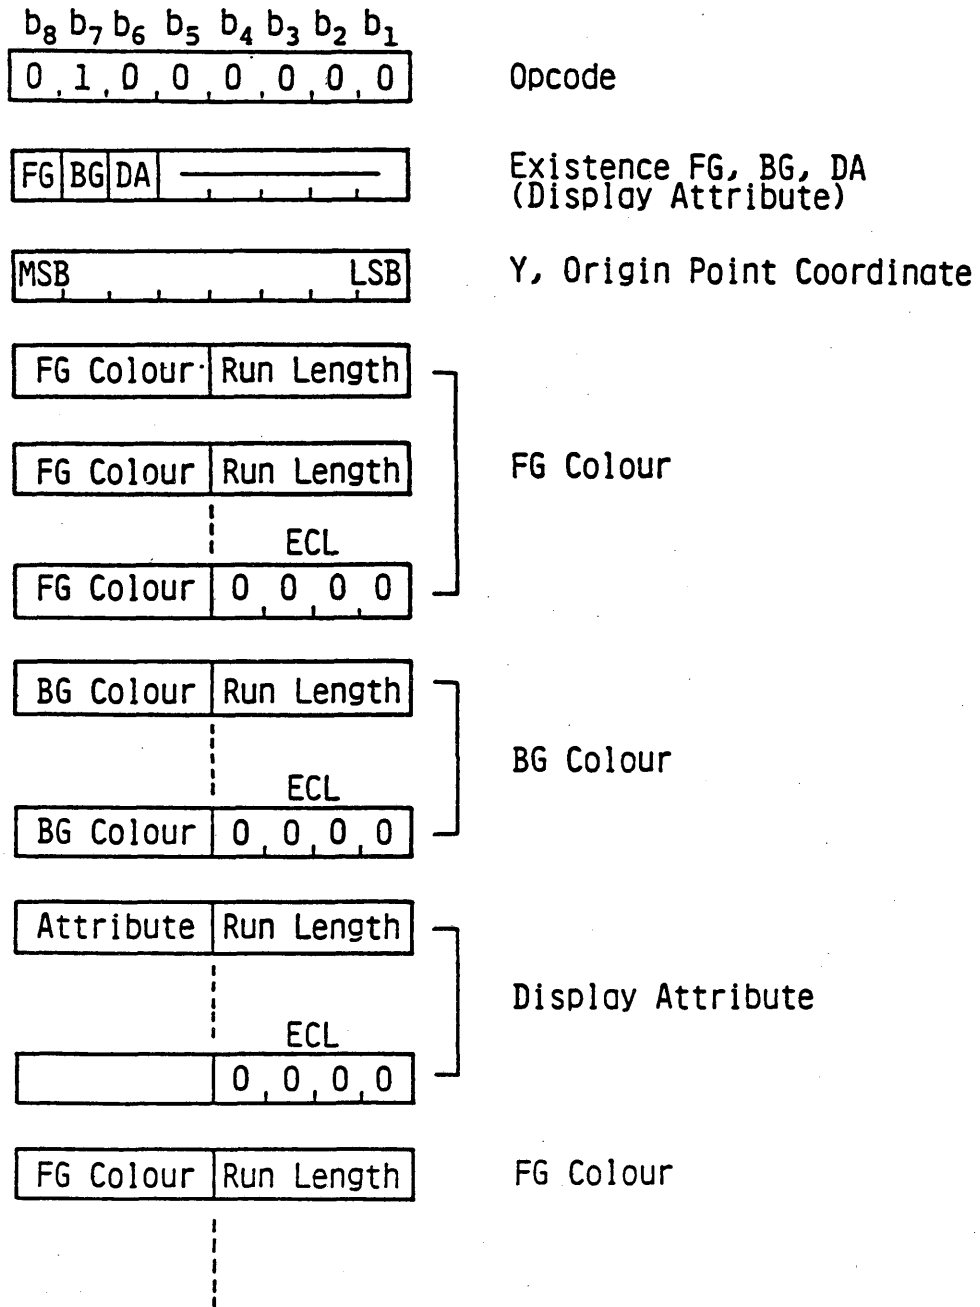 b8 b7 b6 b5 b4 b3 b2 b1
0 1 0 0 0 0 0 0 Opcode
FG BG DA Existence FG, BG, DA
(Display Attribute)
MSB LSB Y, Origin Point Coordinate
FG Colour Run Length
FG Colour Run Length FG Colour
ECL
FG Colour 0 0 0 0
BG Colour Run Length
BG Colour
ECL
BG Colour 0 0 0 0
Attribute Run Length
Display Attribute
ECL
0 0 0 0
FG Colour Run Length FG Colour